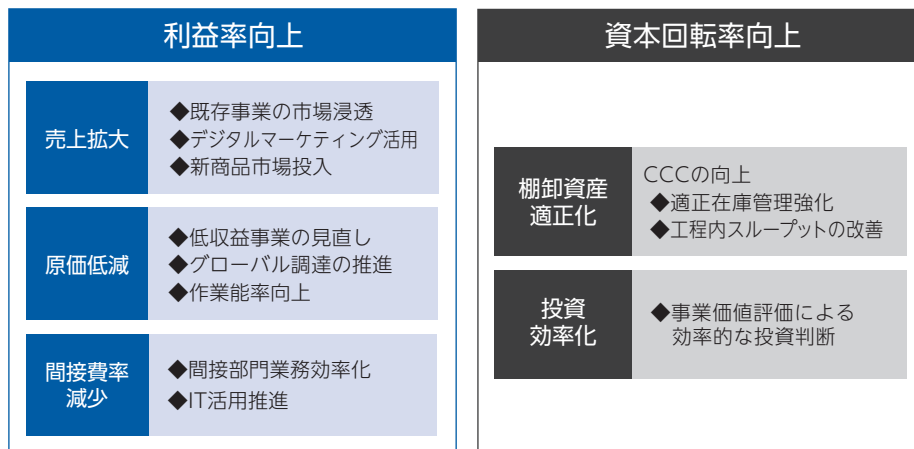 利益率向上
売上拡大
◆既存事業の市場浸透
◆デジタルマーケティング活用
◆新商品市場投入
原価低減
◆低収益事業の見直し
◆グローバル調達の推進
◆作業能率向上
間接費率
減少
◆間接部門業務効率化
◆IT活用推進
資本回転率向上
棚卸資産
適正化
CCCの向上
◆適正在庫管理強化
◆工程内スループットの改善
投資
効率化
◆事業価値評価による
効率的な投資判断